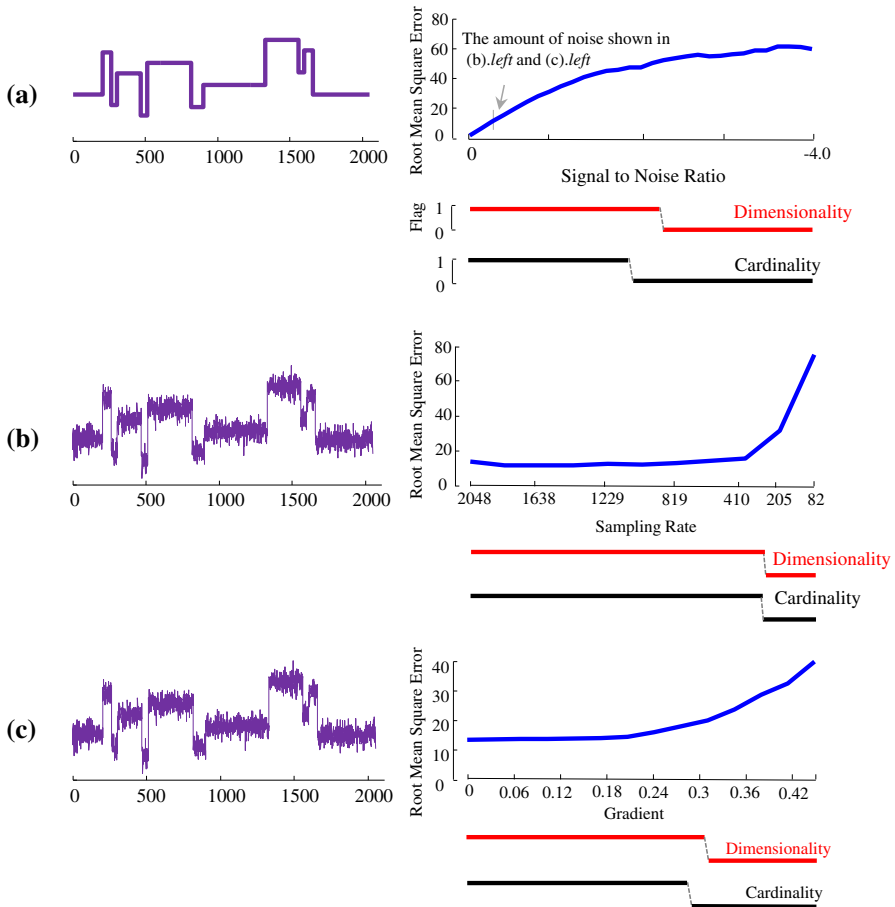 (a)
0 500 1000 1500 2000
Root Mean Square Error
80
60
40
20
0
The amount of noise shown in
(b).left and (c).left
0 -4.0
Signal to Noise Ratio
Flag
1
0
Dimensionality
1
0
Cardinality
(b)
0 500 1000 1500 2000
Root Mean Square Error
80
60
40
20
0
2048 1638 1229 819 410 205 82
Sampling Rate
Dimensionality
Cardinality
(c)
0 500 1000 1500 2000
Root Mean Square Error
40
30
20
10
0
0 0.06 0.12 0.18 0.24 0.3 0.36 0.42
Gradient
Dimensionality
Cardinality